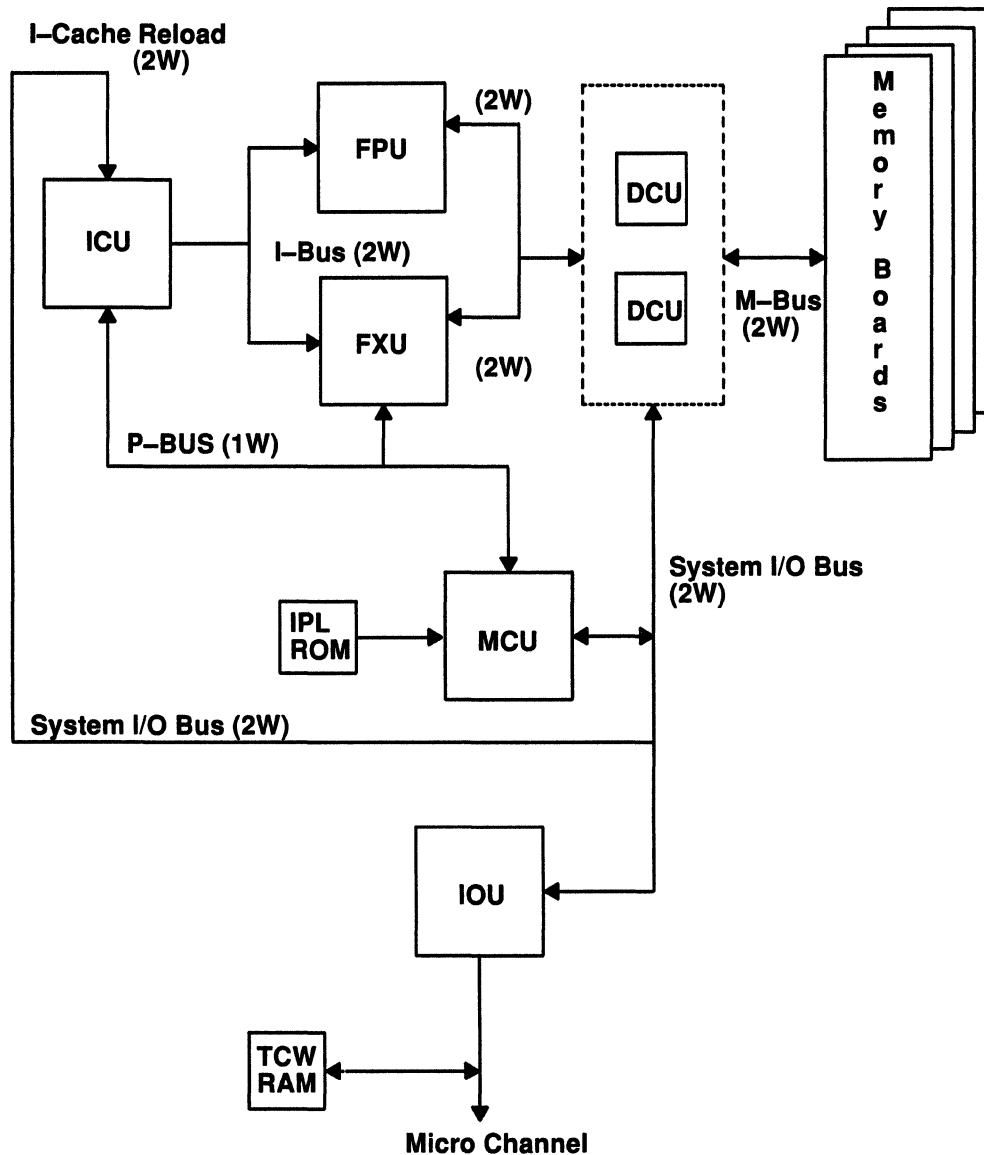 I–Cache Reload
(2W)
ICU
FPU
(2W)
I–Bus (2W)
FXU
(2W)
DCU
DCU
M–Bus
(2W)
Memory Boards
P–BUS (1W)
System I/O Bus
(2W)
IPL
ROM
MCU
System I/O Bus (2W)
IOU
TCW
RAM
Micro Channel